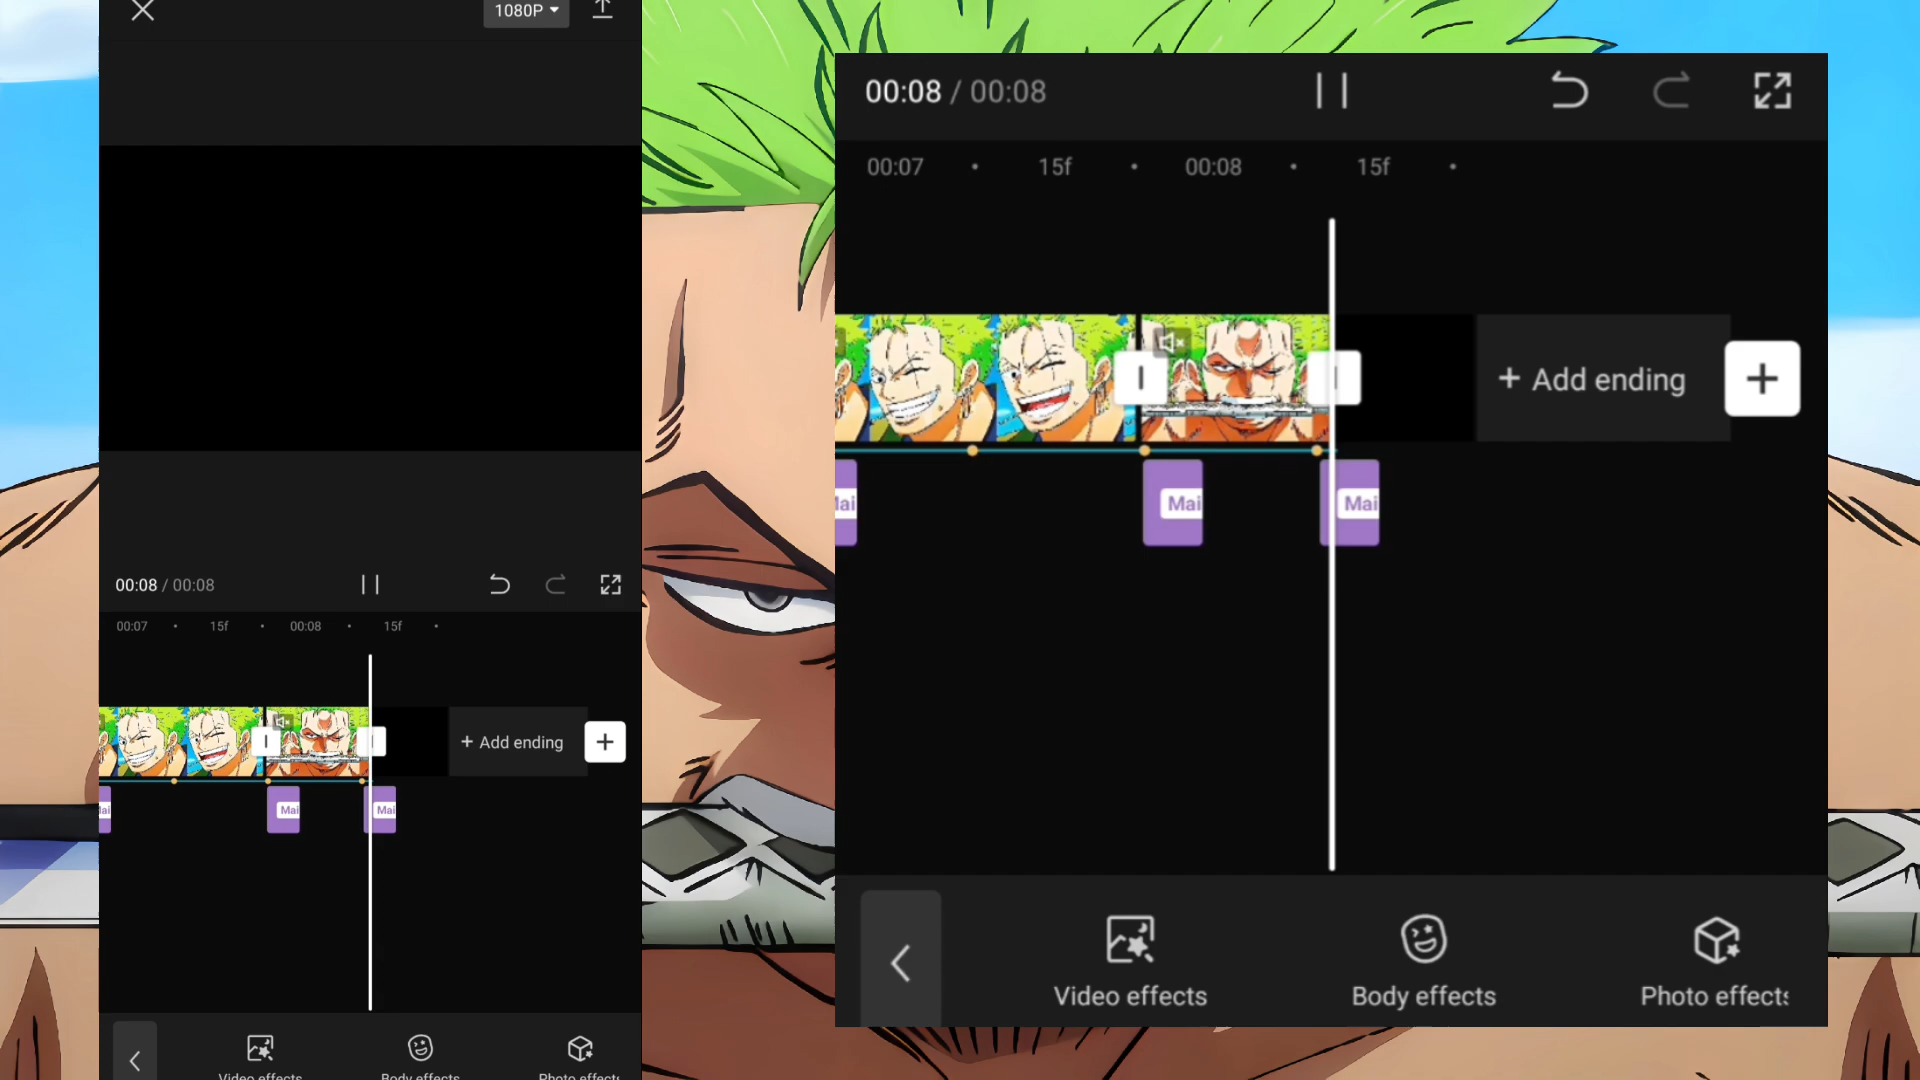 1080P
00:08 / 00:08
00:07 15f 00:08 15f
+ Add ending
Mai
Mai
Video effects Body effects Photo effects
00:08 / 00:08
00:07 15f 00:08 15f
+ Add ending
Mai
Mai
Video effects Body effects Photo effects